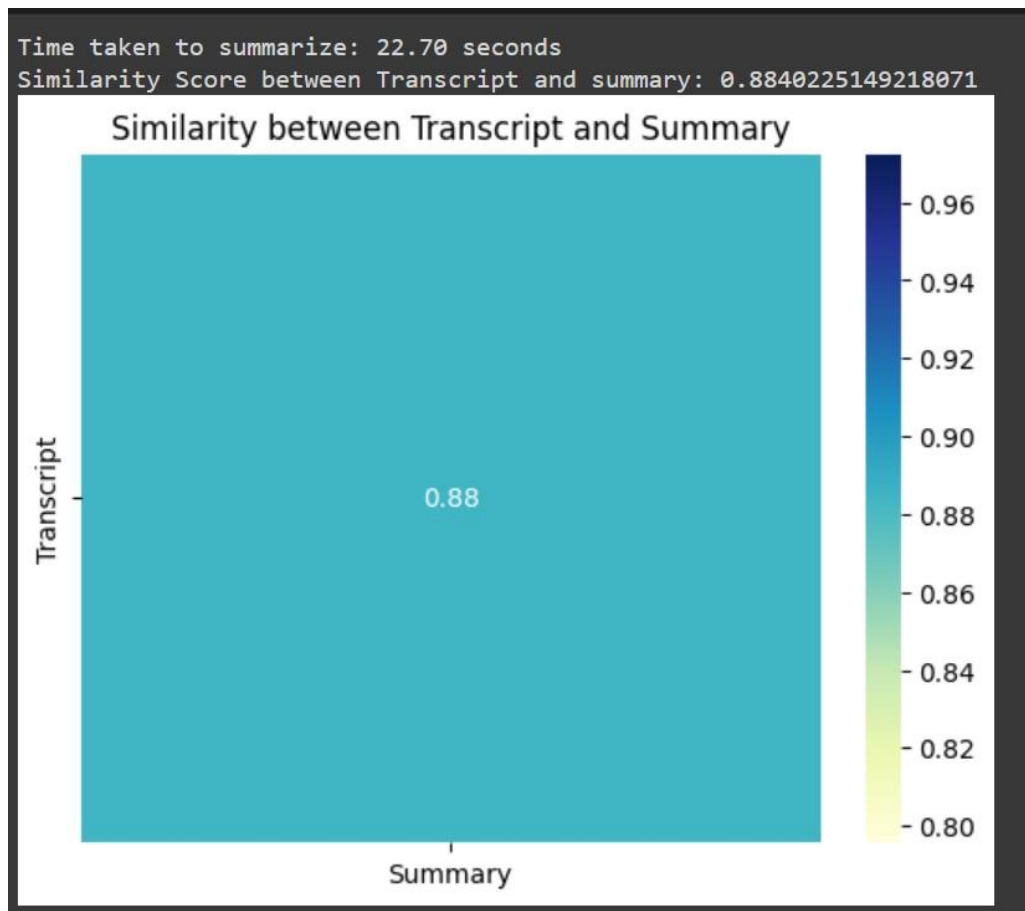 Time taken to summarize: 22.70 seconds
Similarity Score between Transcript and summary: 0.8840225149218071
Similarity between Transcript and Summary
0.96
0.94
0.92
0.90
Transcript
0.88
0.88
0.86
0.84
0.82
0.80
Summary